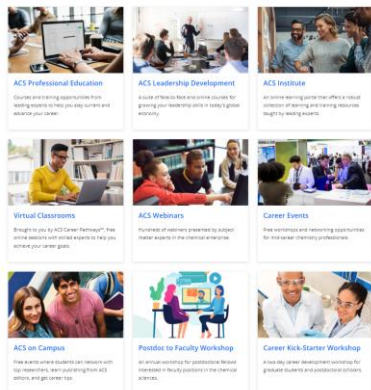 ACS Professional Education
Courses and training opportunities from
leading experts to help you stay current and
advance your career.
ACS Leadership Development
A suite of face to face and online courses for
growing your leadership skills in today's global
economy.
ACS Institute
An online learning portal that offers a robust
collection of learning and training resources
taught by leading experts.
Virtual Classrooms
Brought to you by ACS Career Pathways™, free
online sessions with skilled experts to help you
achieve your career goals.
ACS Webinars
Hundreds of webinars presented by subject
matter experts in the chemical enterprise.
Career Events
Free workshops and networking opportunities
for mid-career chemistry professionals.
ACS on Campus
Free events where students can network with
top researchers, learn publishing from ACS
editors, and get career tips.
Postdoc to Faculty Workshop
An annual workshop for postdoctoral fellows
interested in faculty positions in the chemical
sciences.
Career Kick-Starter Workshop
A two day career development workshop for
graduate students and postdoctoral scholars.